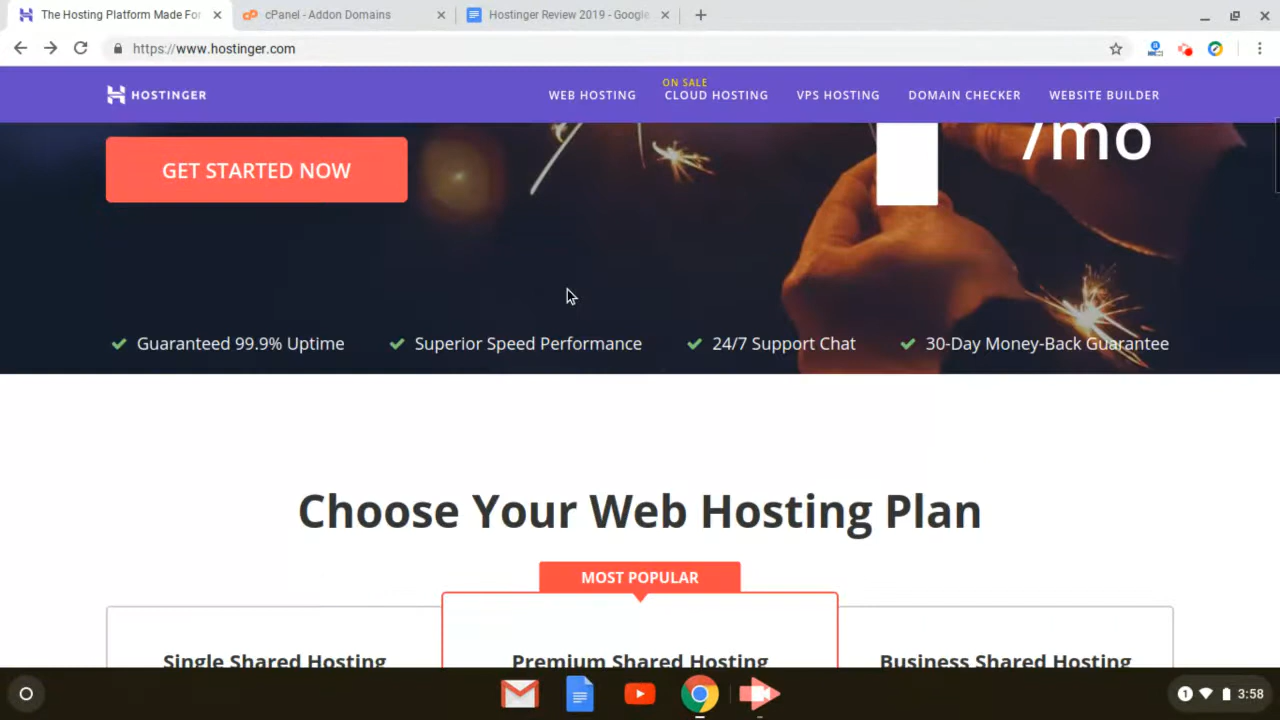 The Hosting Platform Made For
cPanel - Addon Domains
Hostinger Review 2019 - Google
https://www.hostinger.com
HOSTINGER
WEB HOSTING
ON SALE
CLOUD HOSTING
VPS HOSTING
DOMAIN CHECKER
WEBSITE BUILDER
GET STARTED NOW
/mo
Guaranteed 99.9% Uptime
Superior Speed Performance
24/7 Support Chat
30-Day Money-Back Guarantee
Choose Your Web Hosting Plan
MOST POPULAR
Single Shared Hosting
Premium Shared Hosting
Business Shared Hosting
1
3:58